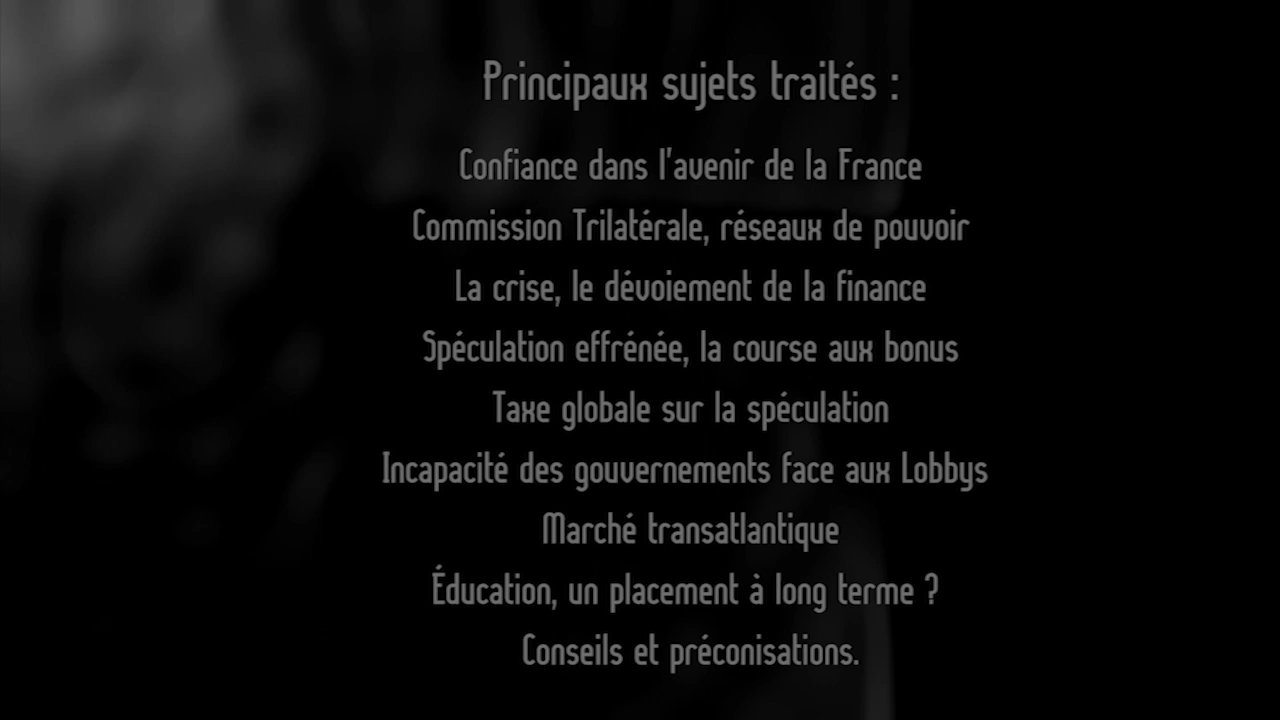 Principaux sujets traités :
Confiance dans l'avenir de la France
Commission Trilatérale, réseaux de pouvoir
La crise, le dévoiement de la finance
Spéculation effrénée, la course aux bonus
Taxe globale sur la spéculation
Incapacité des gouvernements face aux Lobbys
Marché transatlantique
Éducation, un placement à long terme ?
Conseils et préconisations.